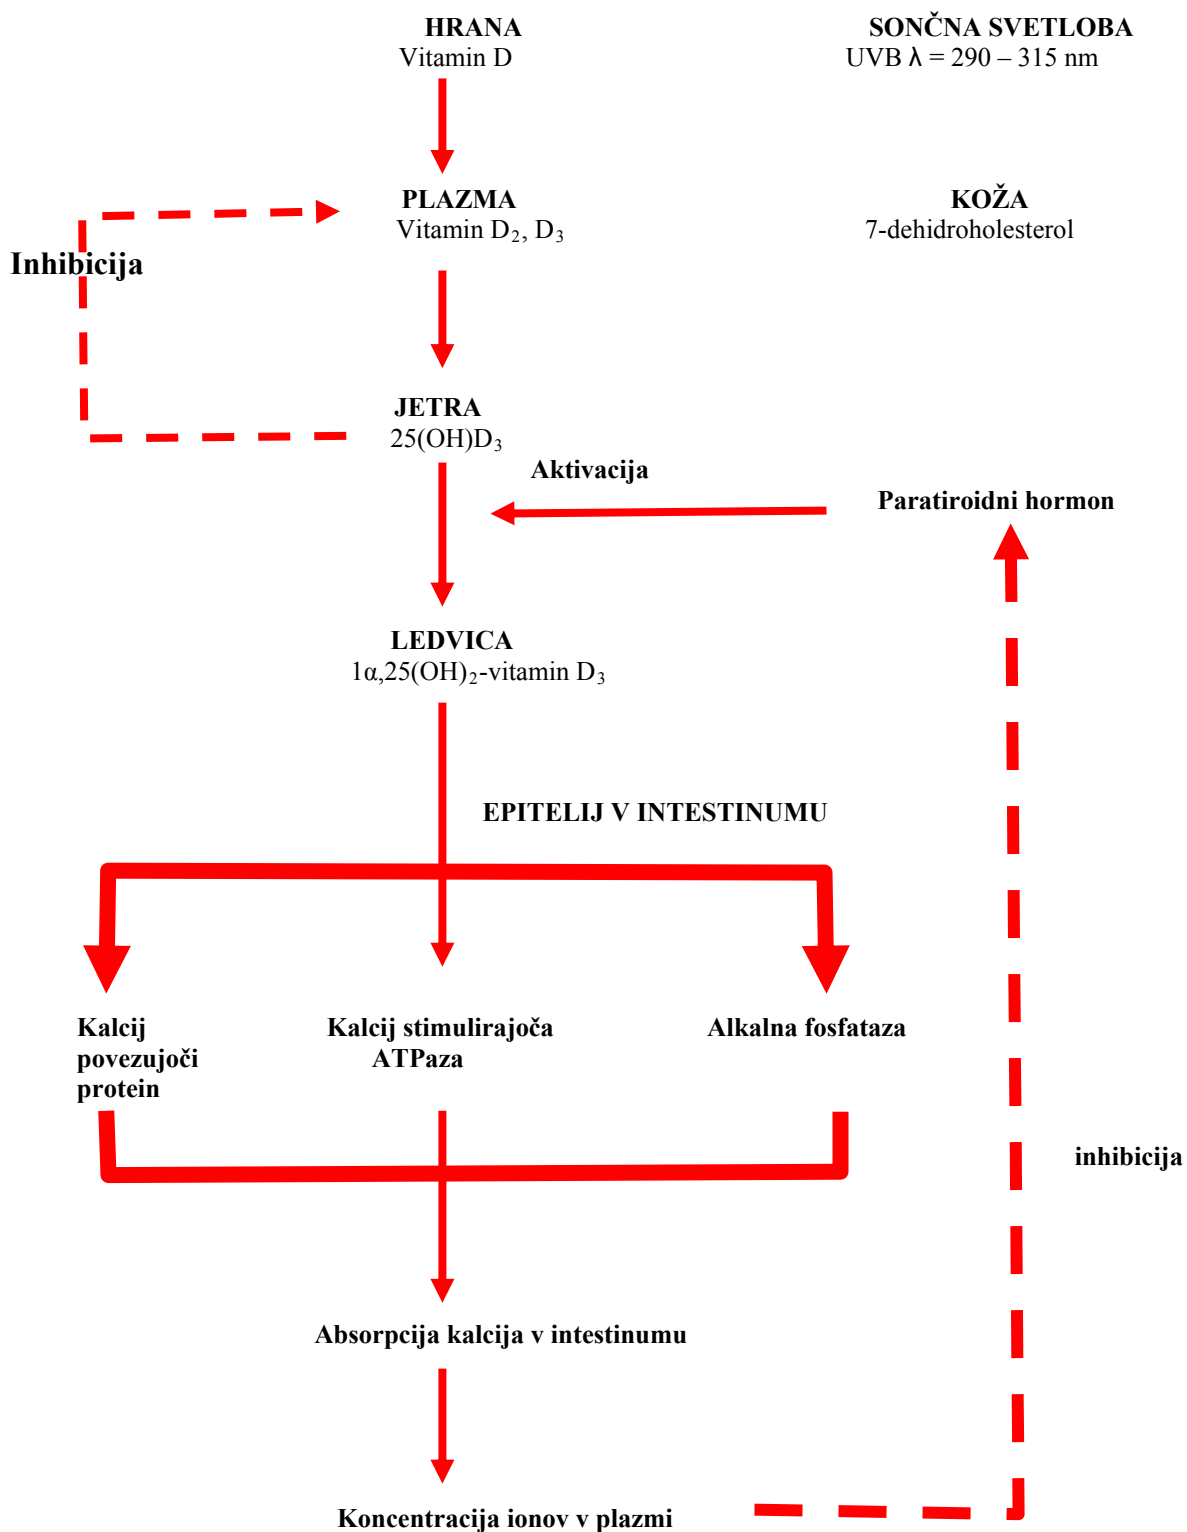 HRANA
Vitamin D
SONČNA SVETLOBA
UVB λ = 290 – 315 nm
PLAZMA
Vitamin D₂, D₃
KOŽA
7-dehidroholesterol
Inhibicija
JETRA
25(OH)D₃
Aktivacija
Paratiroidni hormon
LEDVICA
1α,25(OH)₂-vitamin D₃
EPITELIJ V INTESTINUMU
Kalcij
povezujoči
protein
Kalcij stimulirajoča
ATPaza
Alkalna fosfataza
inhibicija
Absorpcija kalcija v intestinumu
Koncentracija ionov v plazmi